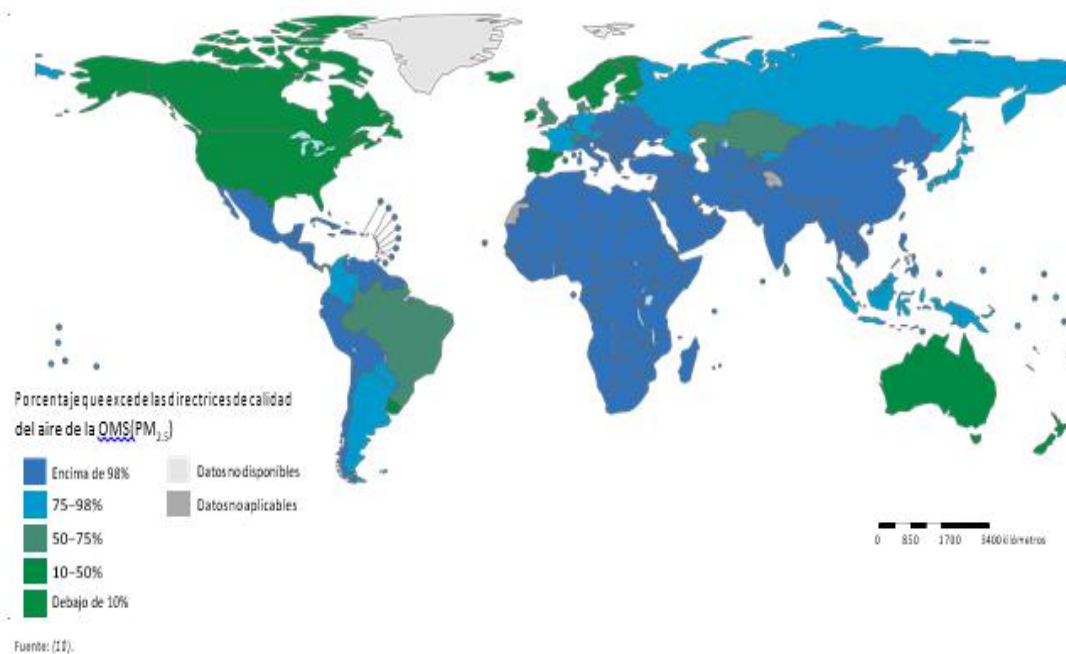 Porcentaje que excede las directrices de calidad
del aire de la OMS(PM2.5)
Encima de 98%
75–98%
50–75%
10–50%
Debajo de 10%
Datos no disponibles
Datos no aplicables
0 850 1700 3400 kilómetros
Fuente: (10).